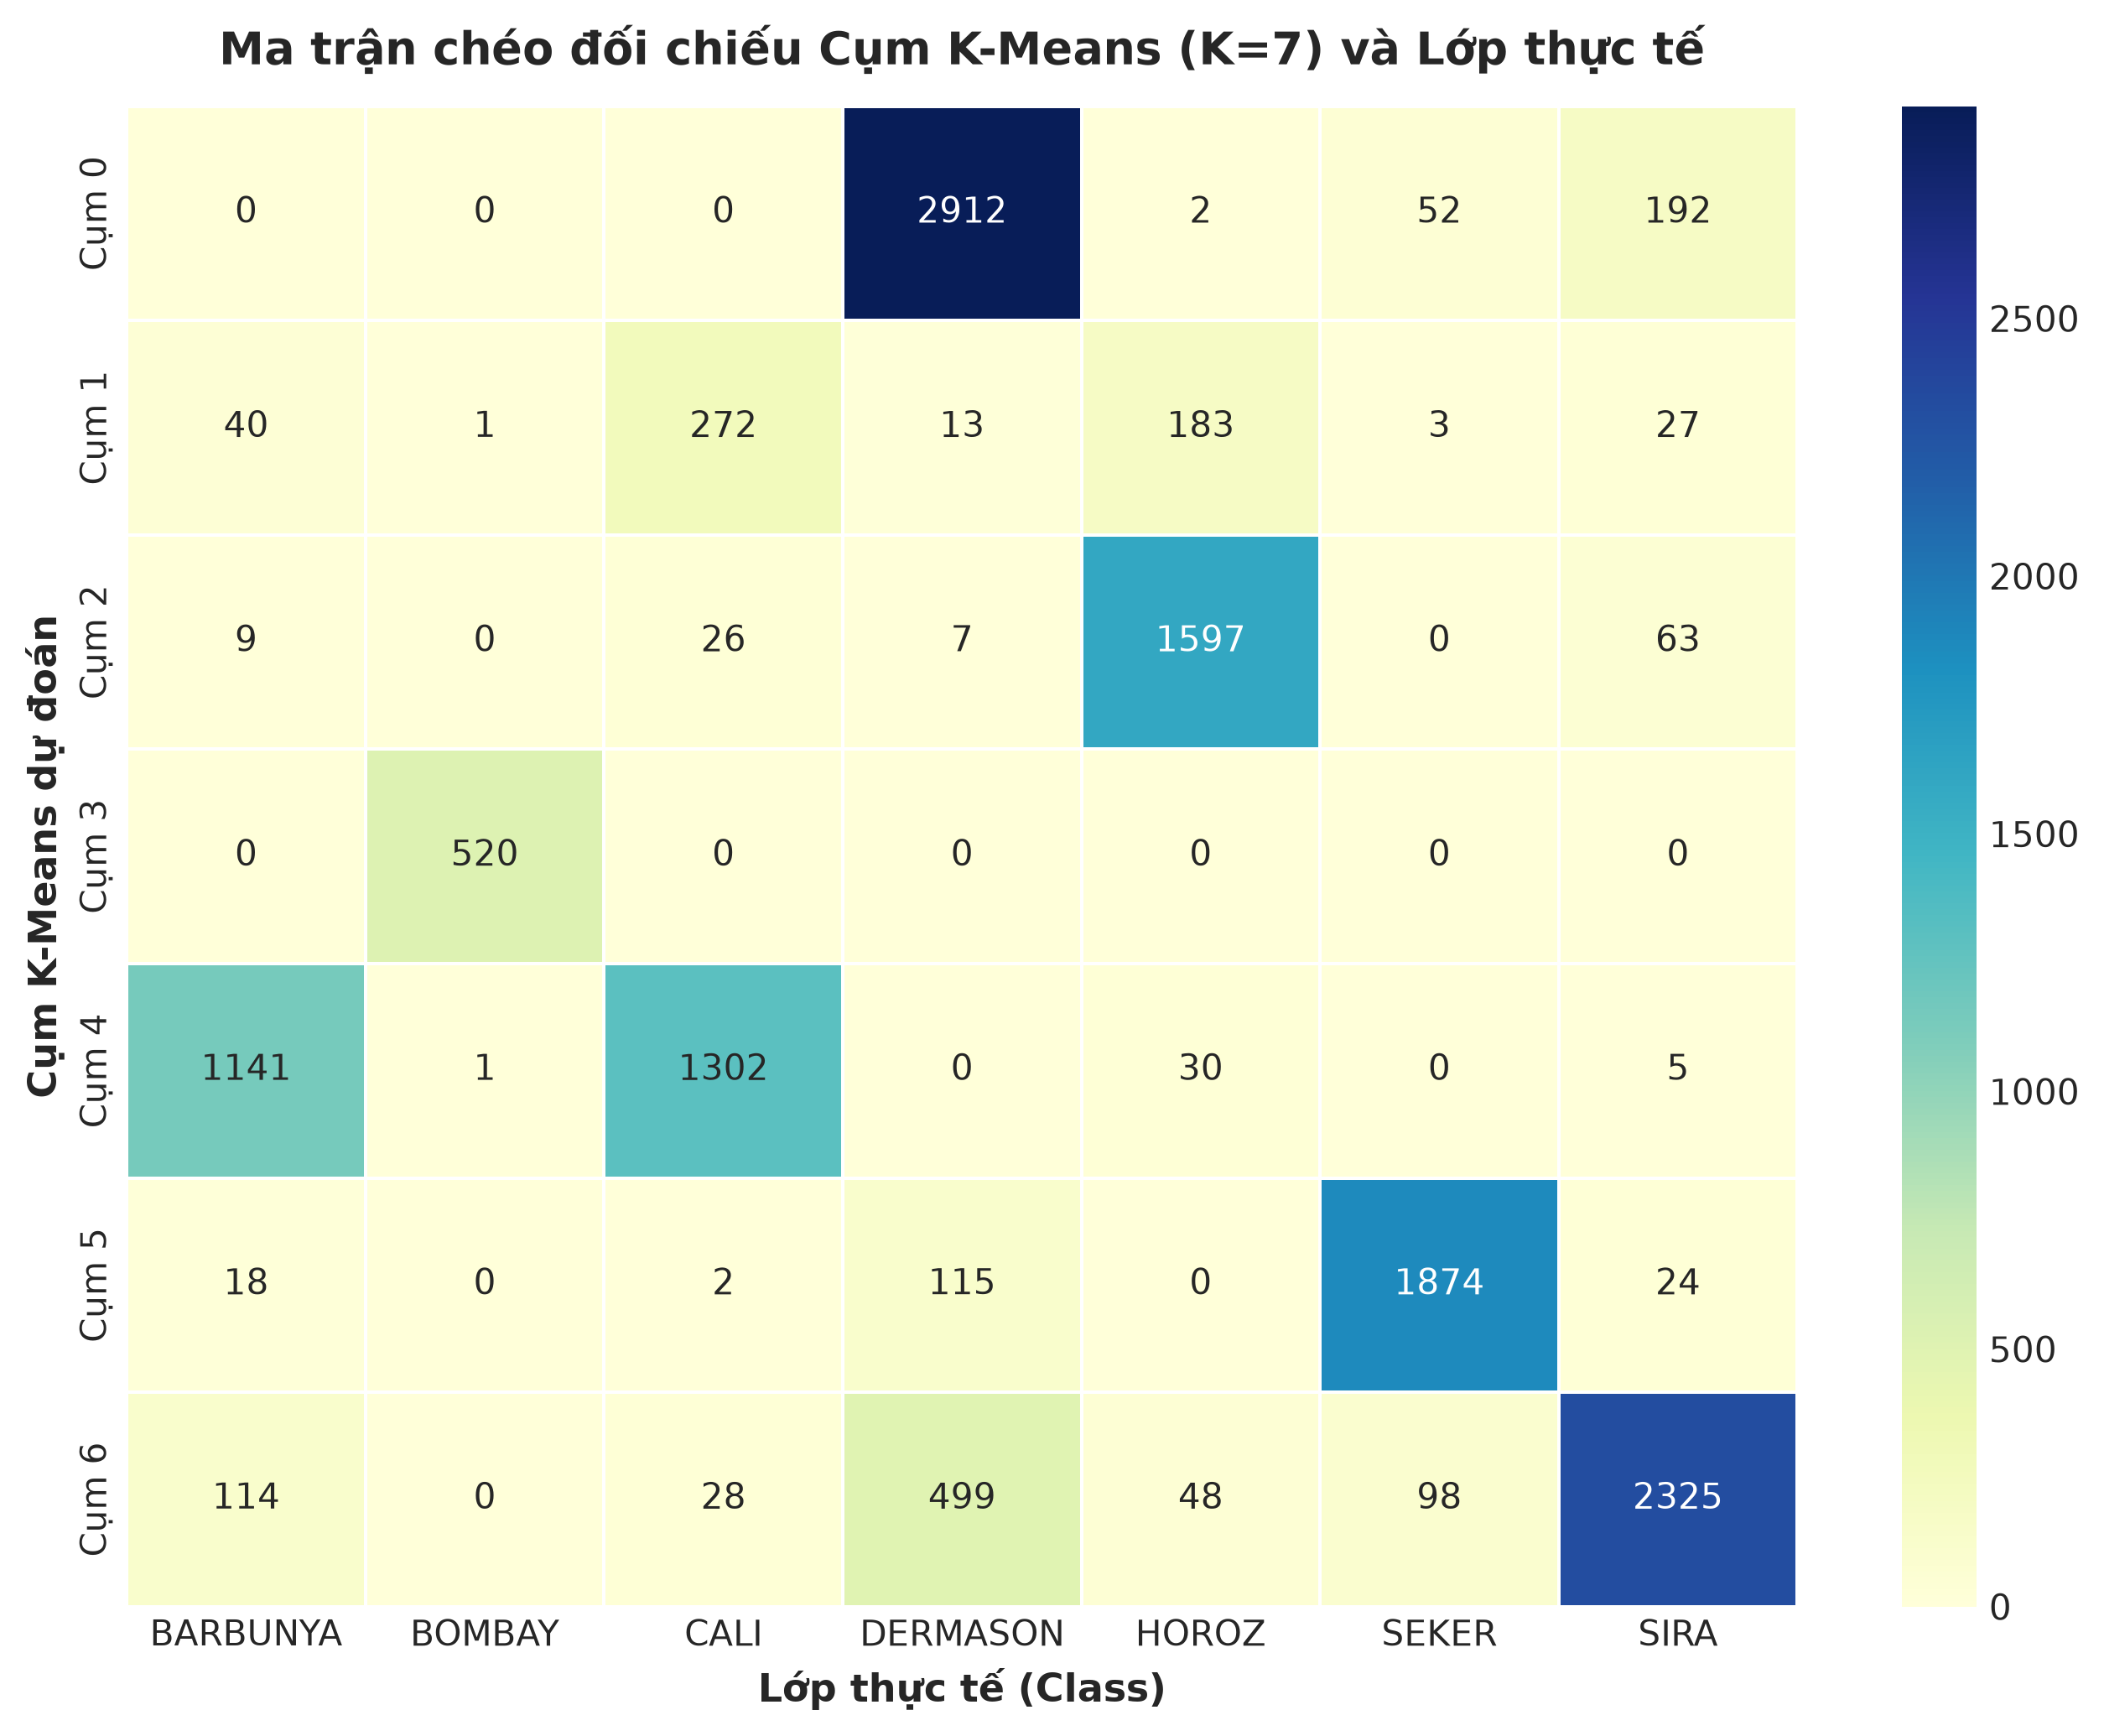 Ma trận chéo đối chiếu Cụm K-Means (K=7) và Lớp thực tế
Cụm K-Means dự đoán
Cụm 0
0 0 0 2912 2 52 192
Cụm 1
40 1 272 13 183 3 27
Cụm 2
9 0 26 7 1597 0 63
Cụm 3
0 520 0 0 0 0 0
Cụm 4
1141 1 1302 0 30 0 5
Cụm 5
18 0 2 115 0 1874 24
Cụm 6
114 0 28 499 48 98 2325
BARBUNYA BOMBAY CALI DERMASON HOROZ SEKER SIRA
Lớp thực tế (Class)
2500
2000
1500
1000
500
0